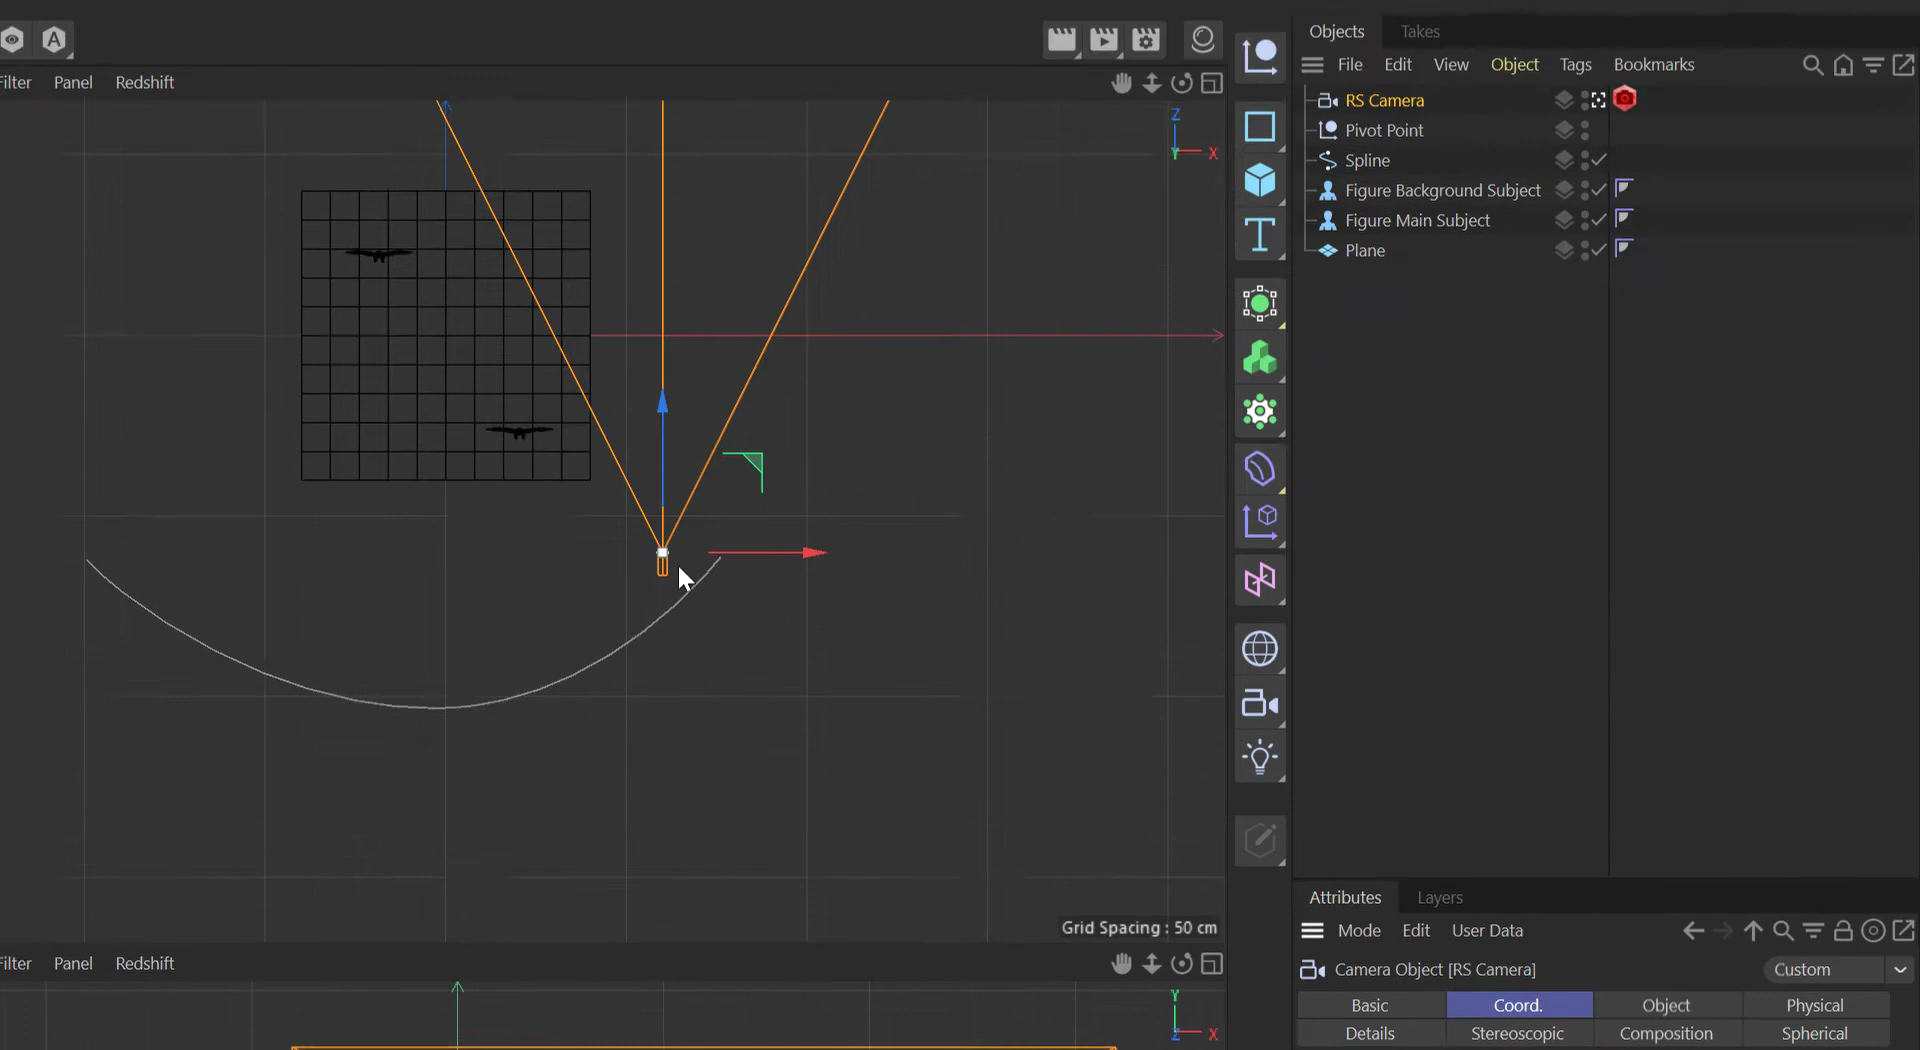 Objects Takes
Filter Panel Redshift
File Edit View Object Tags Bookmarks
Z
Y X
RS Camera
Pivot Point
Spline
Figure Background Subject
Figure Main Subject
Plane
Grid Spacing : 50 cm
Attributes Layers
Mode Edit User Data
Filter Panel Redshift
Camera Object [RS Camera] Custom
Y
Z X
Basic Coord. Object Physical
Details Stereoscopic Composition Spherical